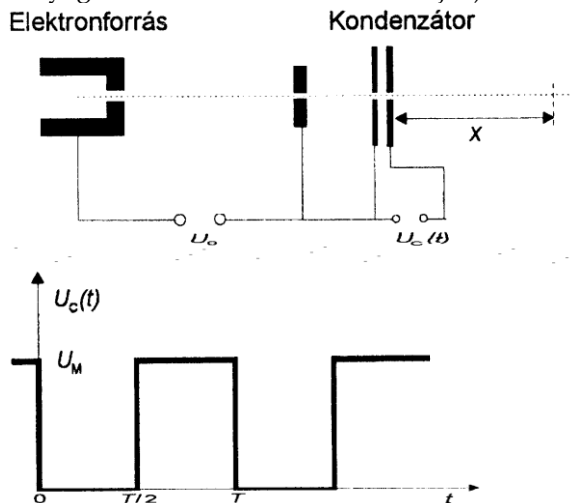 Elektronforrás Kondenzátor
x
U₀ U_C(t)
U_C(t)
U_M
0 T/2 T t